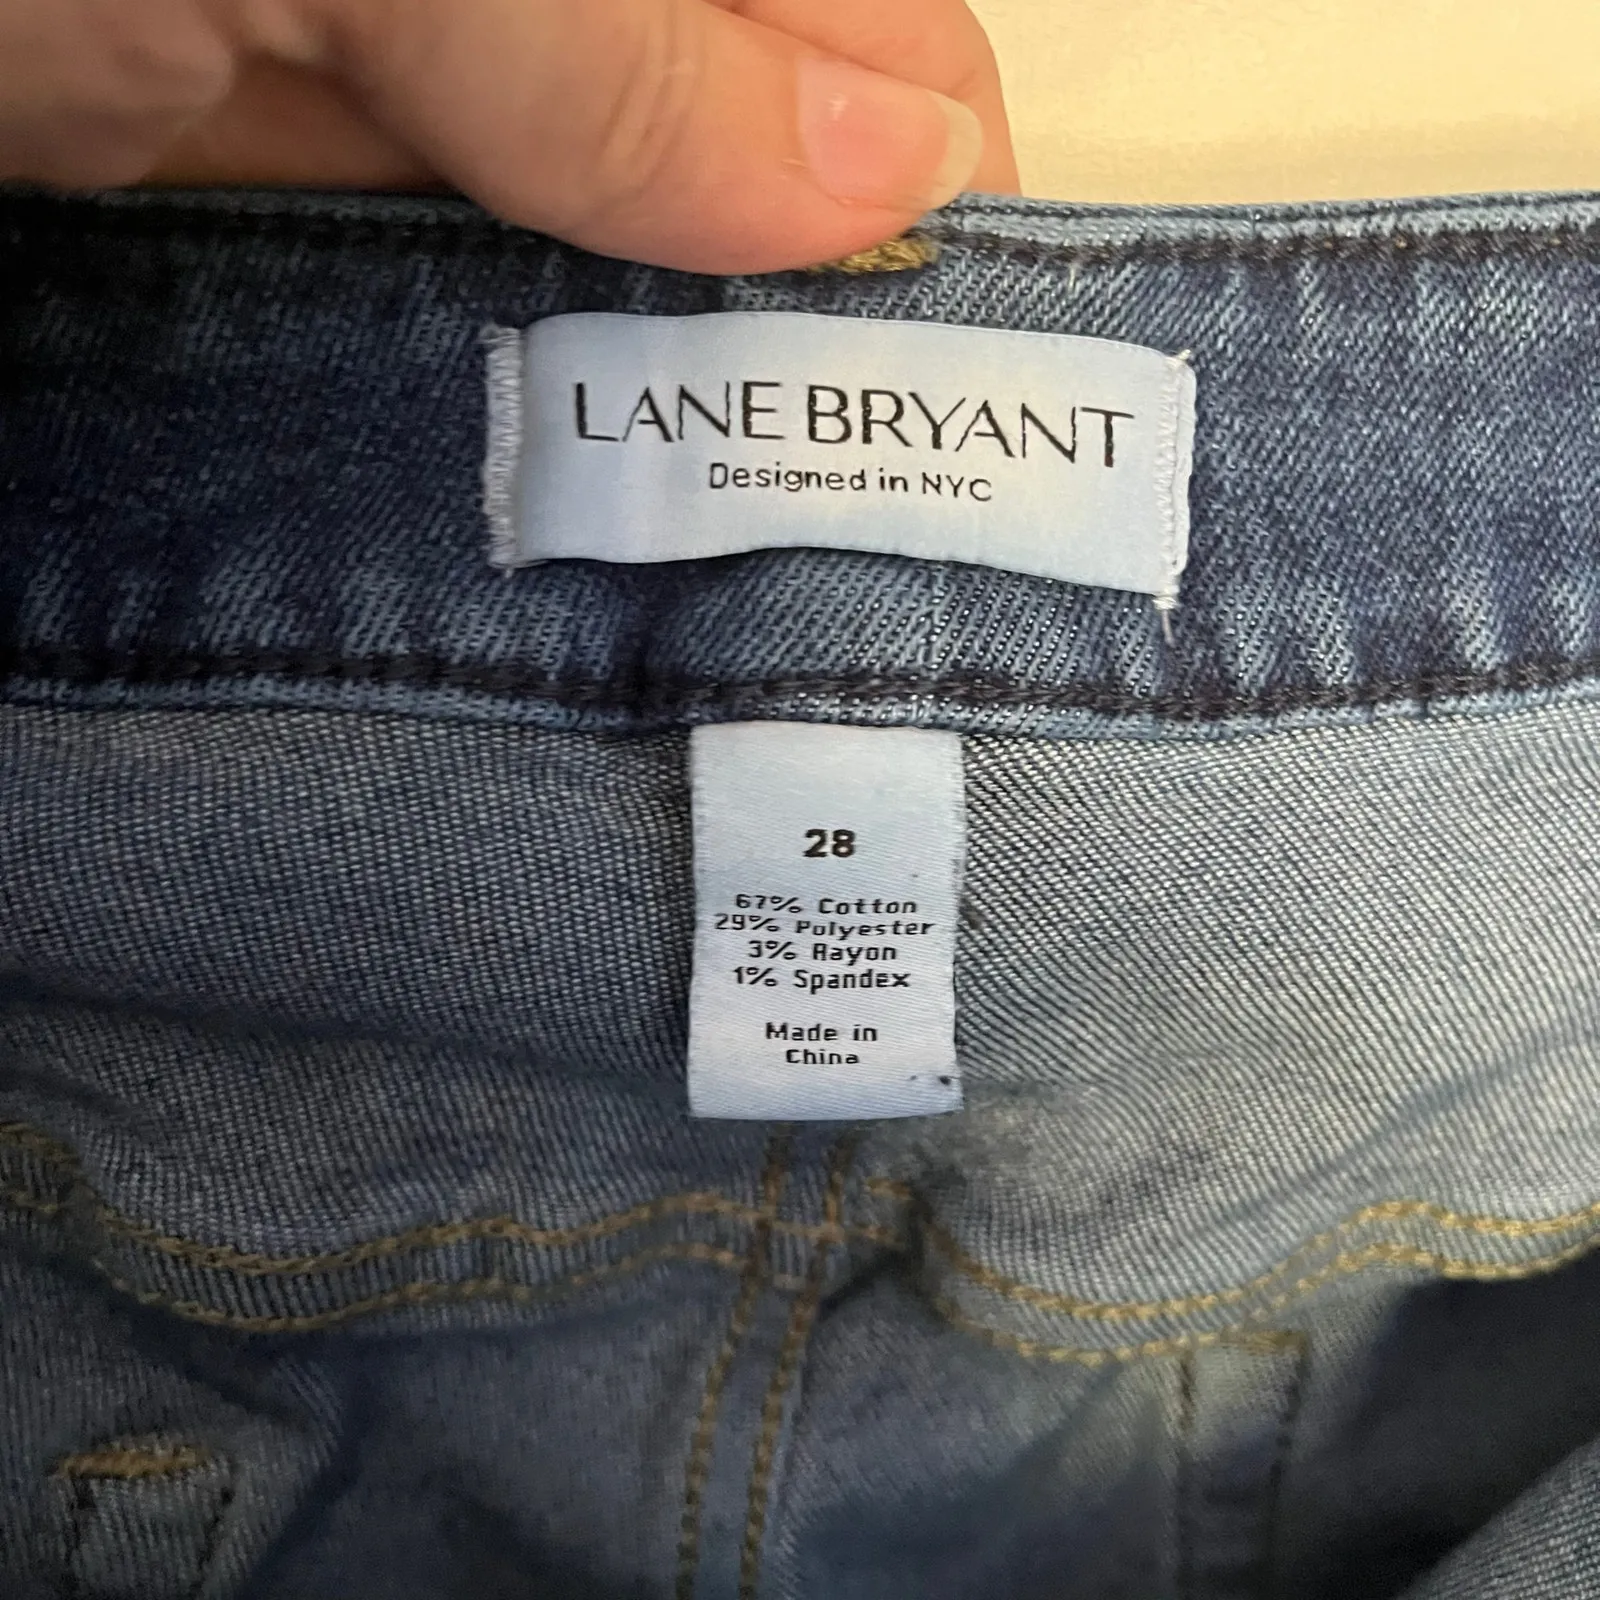 LANE BRYANT
Designed in NYC
28
67% Cotton
29% Polyester
3% Rayon
1% Spandex
Made in
China